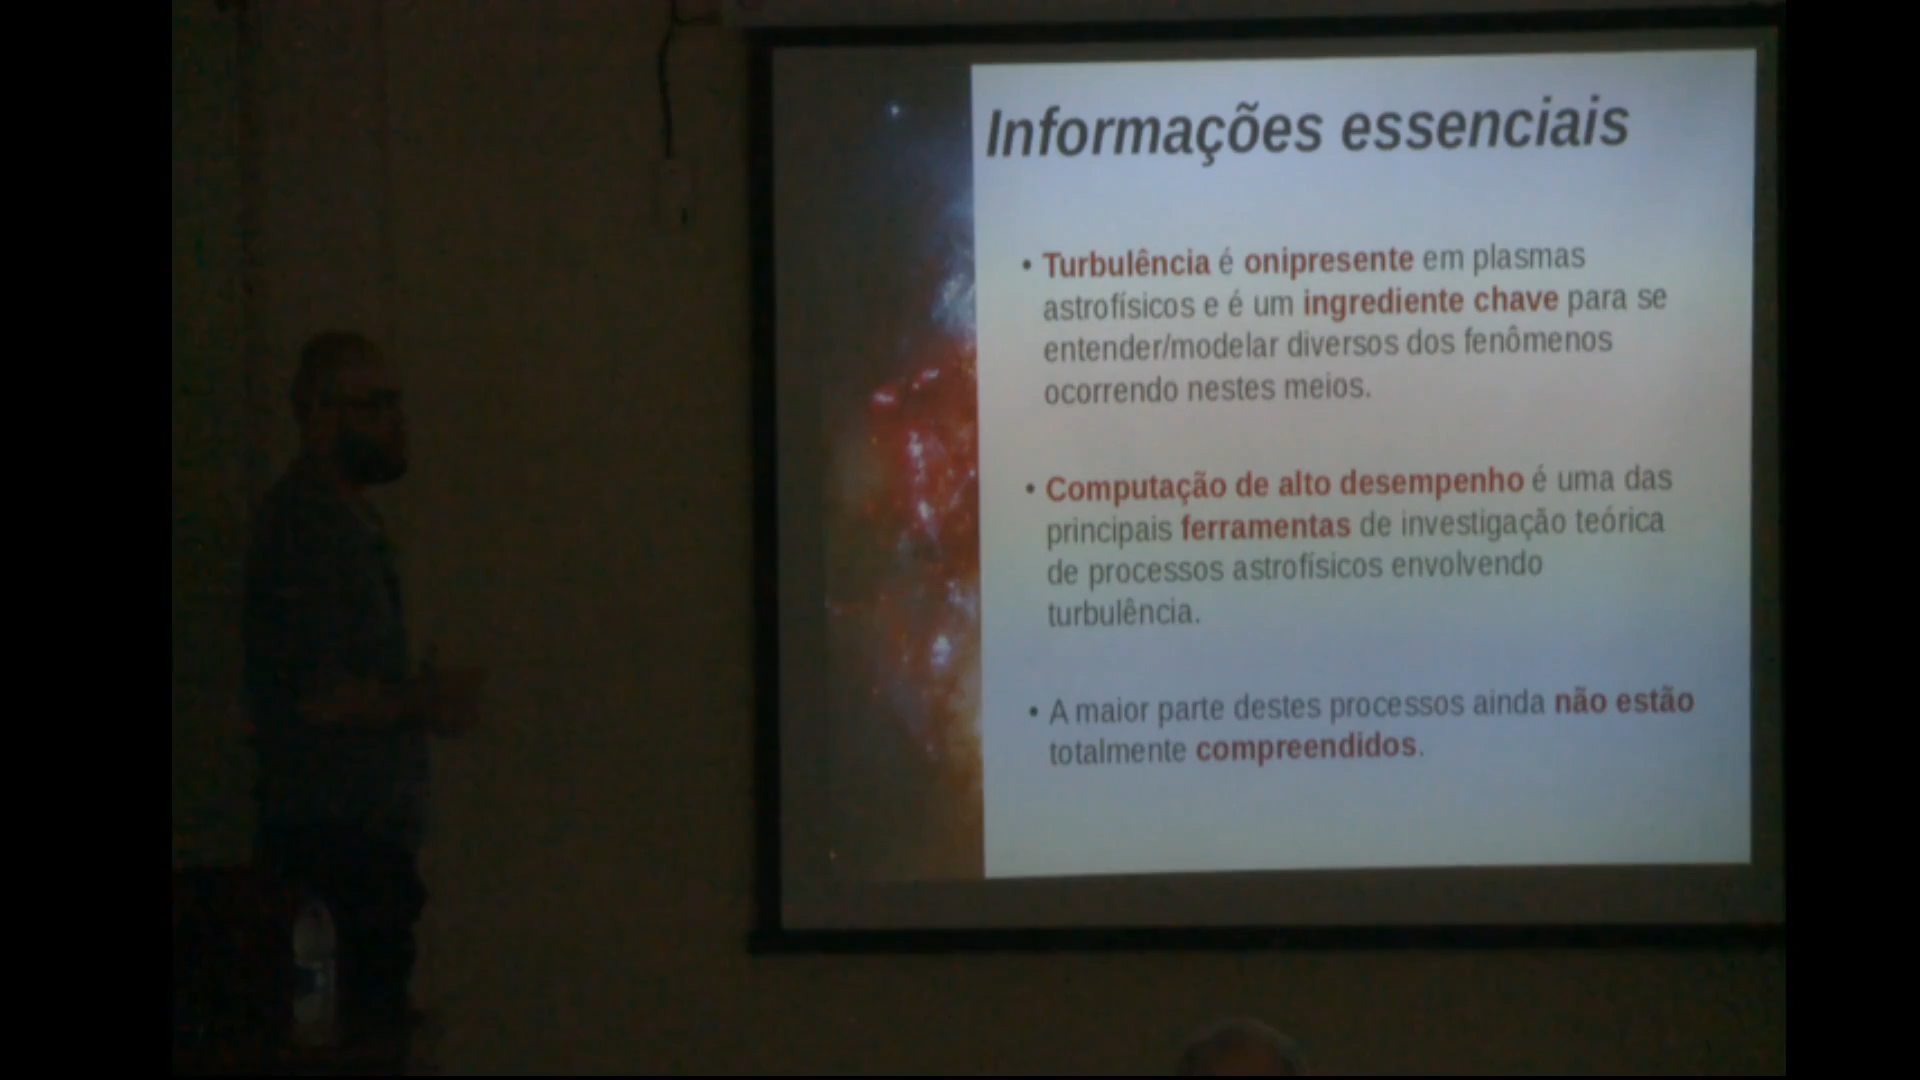 Informações essenciais
• Turbulência é onipresente em plasmas
astrofísicos e é um ingrediente chave para se
entender/modelar diversos dos fenômenos
ocorrendo nestes meios.
• Computação de alto desempenho é uma das
principais ferramentas de investigação teórica
de processos astrofísicos envolvendo
turbulência.
• A maior parte destes processos ainda não estão
totalmente compreendidos.